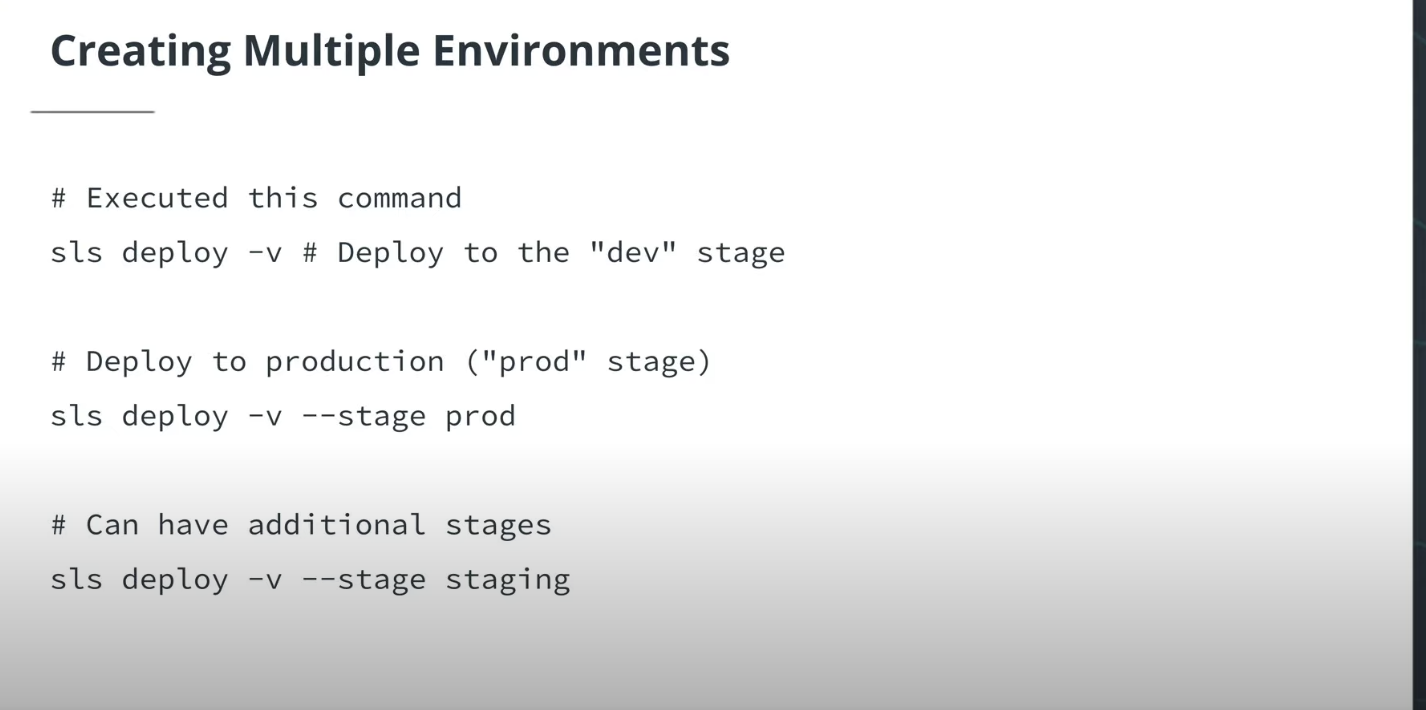 Creating Multiple Environments
# Executed this command
sls deploy -v # Deploy to the "dev" stage
# Deploy to production ("prod" stage)
sls deploy -v --stage prod
# Can have additional stages
sls deploy -v --stage staging